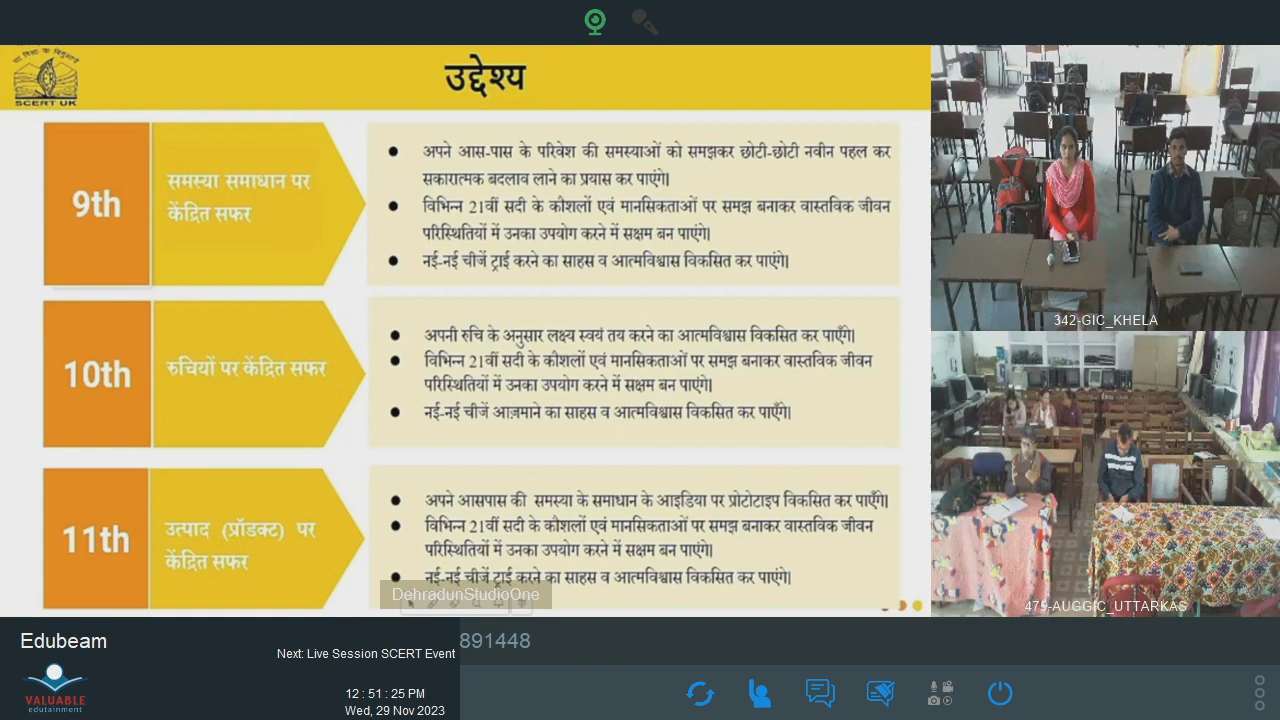 SCERT UK
उद्देश्य
9th
समस्या समाधान पर
केंद्रित सफर
● अपने आस-पास के परिवेश की समस्याओं को समझकर छोटी-छोटी नवीन पहल कर
सकारात्मक बदलाव लाने का प्रयास कर पाएंगे।
● विभिन्न 21वीं सदी के कौशलों एवं मानसिकताओं पर समझ बनाकर वास्तविक जीवन
परिस्थितियों में उनका उपयोग करने में सक्षम बन पाएंगे।
● नई-नई चीजें ट्राई करने का साहस व आत्मविश्वास विकसित कर पाएंगे।
10th
रुचियों पर केंद्रित सफर
● अपनी रुचि के अनुसार लक्ष्य स्वयं तय करने का आत्मविश्वास विकसित कर पाएँगे।
● विभिन्न 21वीं सदी के कौशलों एवं मानसिकताओं पर समझ बनाकर वास्तविक जीवन
परिस्थितियों में उनका उपयोग करने में सक्षम बन पाएंगे।
● नई-नई चीजें आज़माने का साहस व आत्मविश्वास विकसित कर पाएँगे।
11th
उत्पाद (प्रॉडक्ट) पर
केंद्रित सफर
● अपने आसपास की समस्या के समाधान के आइडिया पर प्रोटोटाइप विकसित कर पाएँगे।
● विभिन्न 21वीं सदी के कौशलों एवं मानसिकताओं पर समझ बनाकर वास्तविक जीवन
परिस्थितियों में उनका उपयोग करने में सक्षम बन पाएंगे।
● नई-नई चीजें ट्राई करने का साहस व आत्मविश्वास विकसित कर पाएंगे।
DehradunStudioOne
342-GIC_KHELA
475-AUGGIC_UTTARKAS
Edubeam
891448
Next: Live Session SCERT Event
VALUABLE
edutainment
12 : 51 : 25 PM
Wed, 29 Nov 2023